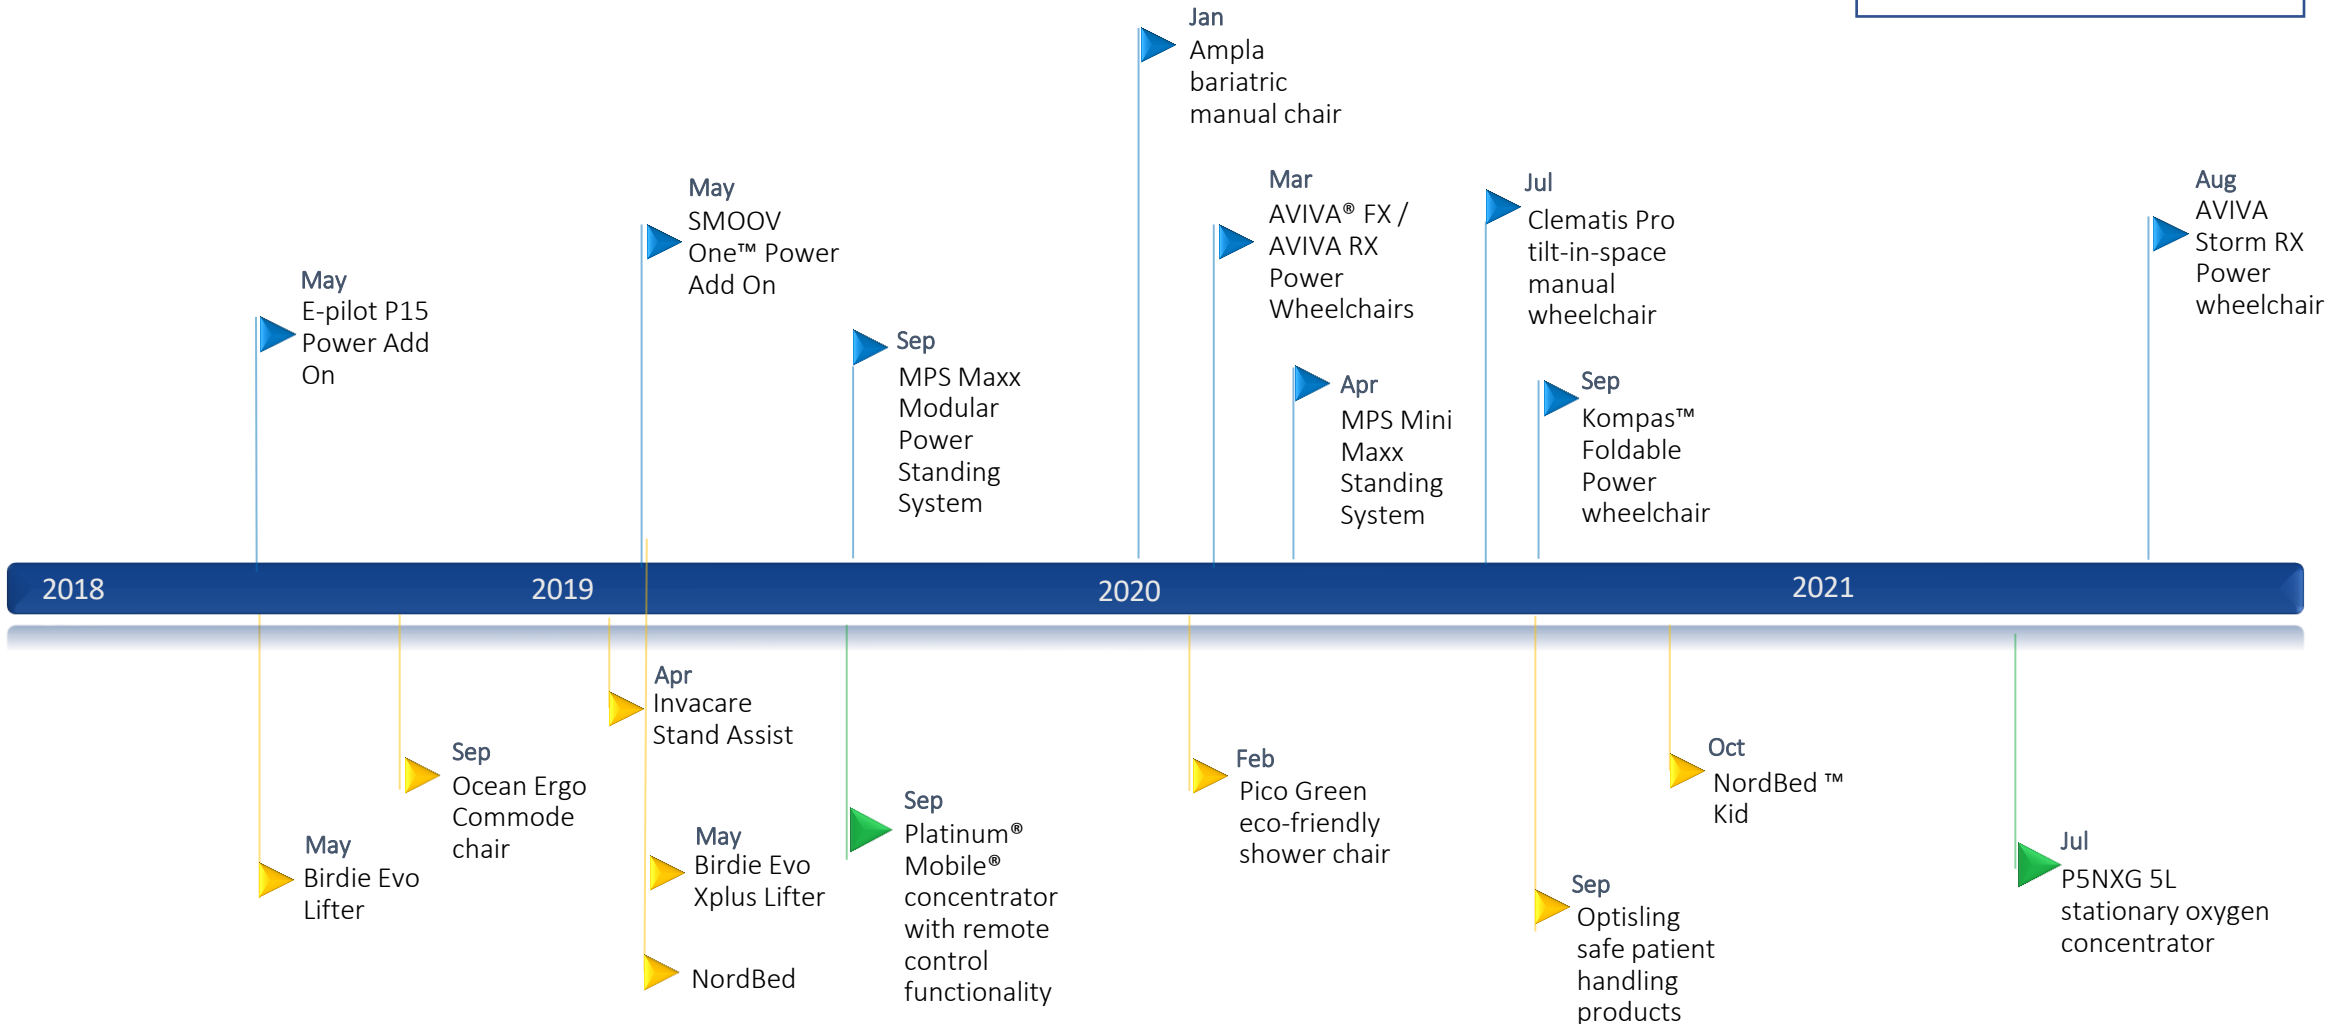 Jan
Ampla
bariatric
manual chair
May
SMOOV
One™ Power
Add On
Mar
AVIVA® FX /
AVIVA RX
Power
Wheelchairs
Jul
Clematis Pro
tilt-in-space
manual
wheelchair
Aug
AVIVA
Storm RX
Power
wheelchair
May
E-pilot P15
Power Add
On
Sep
MPS Maxx
Modular
Power
Standing
System
Apr
MPS Mini
Maxx
Standing
System
Sep
Kompas™
Foldable
Power
wheelchair
2018
2019
2020
2021
Apr
Invacare
Stand Assist
Sep
Ocean Ergo
Commode
chair
May
Birdie Evo
Lifter
May
Birdie Evo
Xplus Lifter
NordBed
Sep
Platinum®
Mobile®
concentrator
with remote
control
functionality
Feb
Pico Green
eco-friendly
shower chair
Sep
Optisling
safe patient
handling
products
Oct
NordBed ™
Kid
Jul
P5NXG 5L
stationary oxygen
concentrator